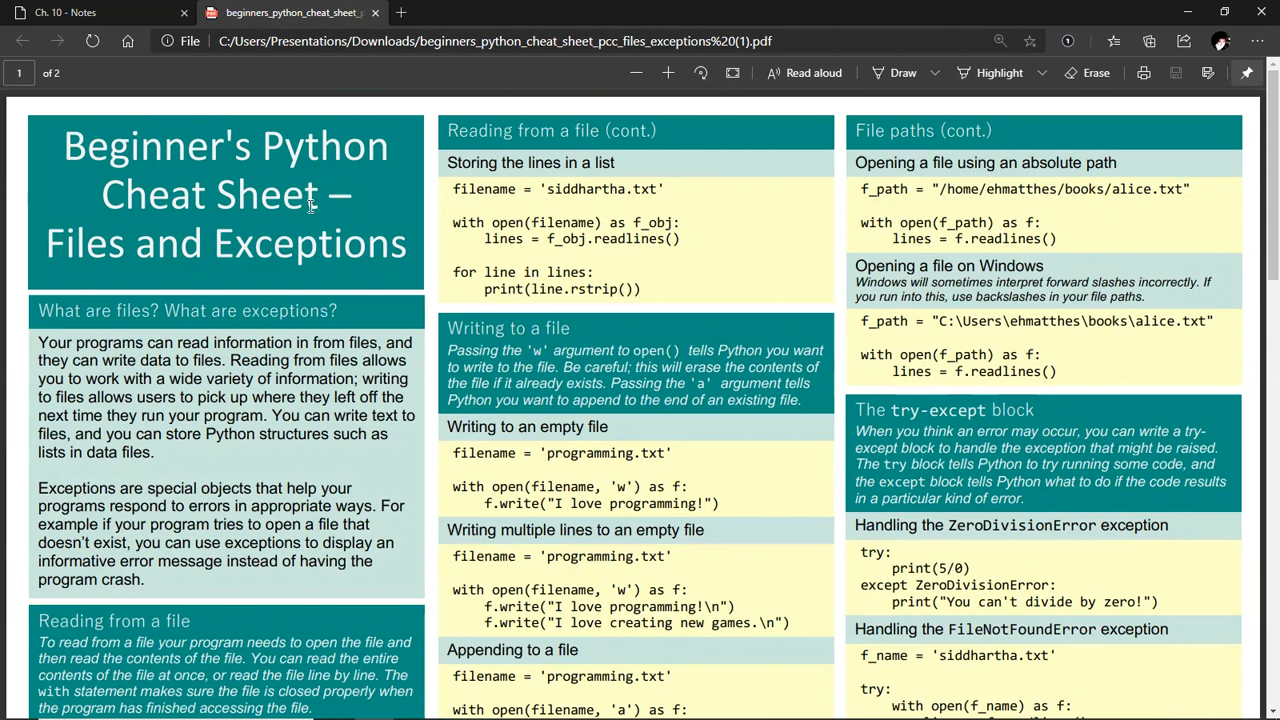 Ch. 10 - Notes
beginners_python_cheat_sheet_p
File
C:/Users/Presentations/Downloads/beginners_python_cheat_sheet_pcc_files_exceptions%20(1).pdf
1
1 of 2
Read aloud
Draw
Highlight
Erase
Beginner's Python
Cheat Sheet –
Files and Exceptions
What are files? What are exceptions?
Your programs can read information in from files, and
they can write data to files. Reading from files allows
you to work with a wide variety of information; writing
to files allows users to pick up where they left off the
next time they run your program. You can write text to
files, and you can store Python structures such as
lists in data files.
Exceptions are special objects that help your
programs respond to errors in appropriate ways. For
example if your program tries to open a file that
doesn't exist, you can use exceptions to display an
informative error message instead of having the
program crash.
Reading from a file
To read from a file your program needs to open the file and
then read the contents of the file. You can read the entire
contents of the file at once, or read the file line by line. The
with statement makes sure the file is closed properly when
the program has finished accessing the file.
Reading from a file (cont.)
Storing the lines in a list
filename = 'siddhartha.txt'
with open(filename) as f_obj:
    lines = f_obj.readlines()
for line in lines:
    print(line.rstrip())
Writing to a file
Passing the 'w' argument to open() tells Python you want
to write to the file. Be careful; this will erase the contents of
the file if it already exists. Passing the 'a' argument tells
Python you want to append to the end of an existing file.
Writing to an empty file
filename = 'programming.txt'
with open(filename, 'w') as f:
    f.write("I love programming!")
Writing multiple lines to an empty file
filename = 'programming.txt'
with open(filename, 'w') as f:
    f.write("I love programming!\n")
    f.write("I love creating new games.\n")
Appending to a file
filename = 'programming.txt'
with open(filename, 'a') as f:
File paths (cont.)
Opening a file using an absolute path
f_path = "/home/ehmatthes/books/alice.txt"
with open(f_path) as f:
    lines = f.readlines()
Opening a file on Windows
Windows will sometimes interpret forward slashes incorrectly. If
you run into this, use backslashes in your file paths.
f_path = "C:\Users\ehmatthes\books\alice.txt"
with open(f_path) as f:
    lines = f.readlines()
The try-except block
When you think an error may occur, you can write a try-
except block to handle the exception that might be raised.
The try block tells Python to try running some code, and
the except block tells Python what to do if the code results
in a particular kind of error.
Handling the ZeroDivisionError exception
try:
    print(5/0)
except ZeroDivisionError:
    print("You can't divide by zero!")
Handling the FileNotFoundError exception
f_name = 'siddhartha.txt'
try:
    with open(f_name) as f: